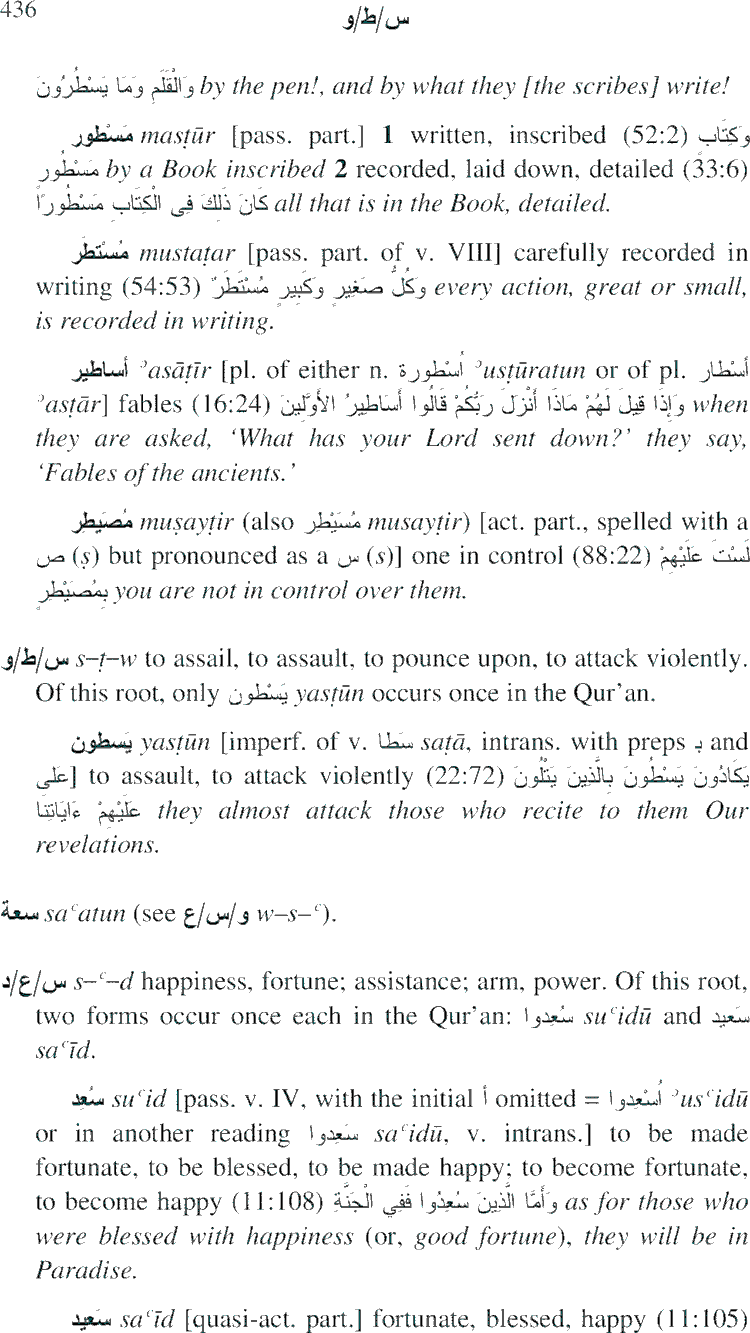 436
س/ط/و
وَالْقَلَمِ وَمَا يَسْطُرُونَ by the pen!, and by what they [the scribes] write!
مَسْطور masṭūr [pass. part.] 1 written, inscribed (52:2) وَكِتَابٍ
مَسْطُورٍ by a Book inscribed 2 recorded, laid down, detailed (33:6)
كَانَ ذَلِكَ فِى الْكِتَابِ مَسْطُورًا all that is in the Book, detailed.
مُسْتطَر mustaṭar [pass. part. of v. VIII] carefully recorded in
writing (54:53) وَكُلُّ صَغِيرٍ وَكَبِيرٍ مُسْتَطَرٌ every action, great or small,
is recorded in writing.
أساطير ʾasāṭīr [pl. of either n. أُسْطُورة ʾusṭūratun or of pl. أسْطار
ʾasṭār] fables (16:24) وَإِذَا قِيلَ لَهُمْ مَاذَا أَنْزَلَ رَبُّكُمْ قَالُوا أَسَاطِيرُ الأَوَّلِينَ when
they are asked, ‘What has your Lord sent down?’ they say,
‘Fables of the ancients.’
مُصَيطِر muṣayṭir (also مُسَيْطِر musayṭir) [act. part., spelled with a
ص (ṣ) but pronounced as a س (s)] one in control (88:22) لَسْتَ عَلَيْهِمْ
بِمُصَيْطِرٍ you are not in control over them.
س/ط/و s–ṭ–w to assail, to assault, to pounce upon, to attack violently.
Of this root, only يَسْطون yasṭūn occurs once in the Qur’an.
يَسطون yasṭūn [imperf. of v. سَطا saṭā, intrans. with preps بـ and
عَلى] to assault, to attack violently (22:72) يَكَادُونَ يَسْطُونَ بِالَّذِينَ يَتْلُونَ
عَلَيْهِمْ ءَايَاتِنَا they almost attack those who recite to them Our
revelations.
سعة saʿatun (see و/س/ع w–s–ʿ).
س/ع/د s–ʿ–d happiness, fortune; assistance; arm, power. Of this root,
two forms occur once each in the Qur’an: سُعِدوا suʿidū and سَعيد
saʿīd.
سُعِد suʿid [pass. v. IV, with the initial أ omitted = أُسْعِدوا ʾusʿidū
or in another reading سَعِدوا saʿidū, v. intrans.] to be made
fortunate, to be blessed, to be made happy; to become fortunate,
to become happy (11:108) وَأَمَّا الَّذِينَ سُعِدُوا فَفِي الْجَنَّةِ as for those who
were blessed with happiness (or, good fortune), they will be in
Paradise.
سَعيد saʿīd [quasi-act. part.] fortunate, blessed, happy (11:105)